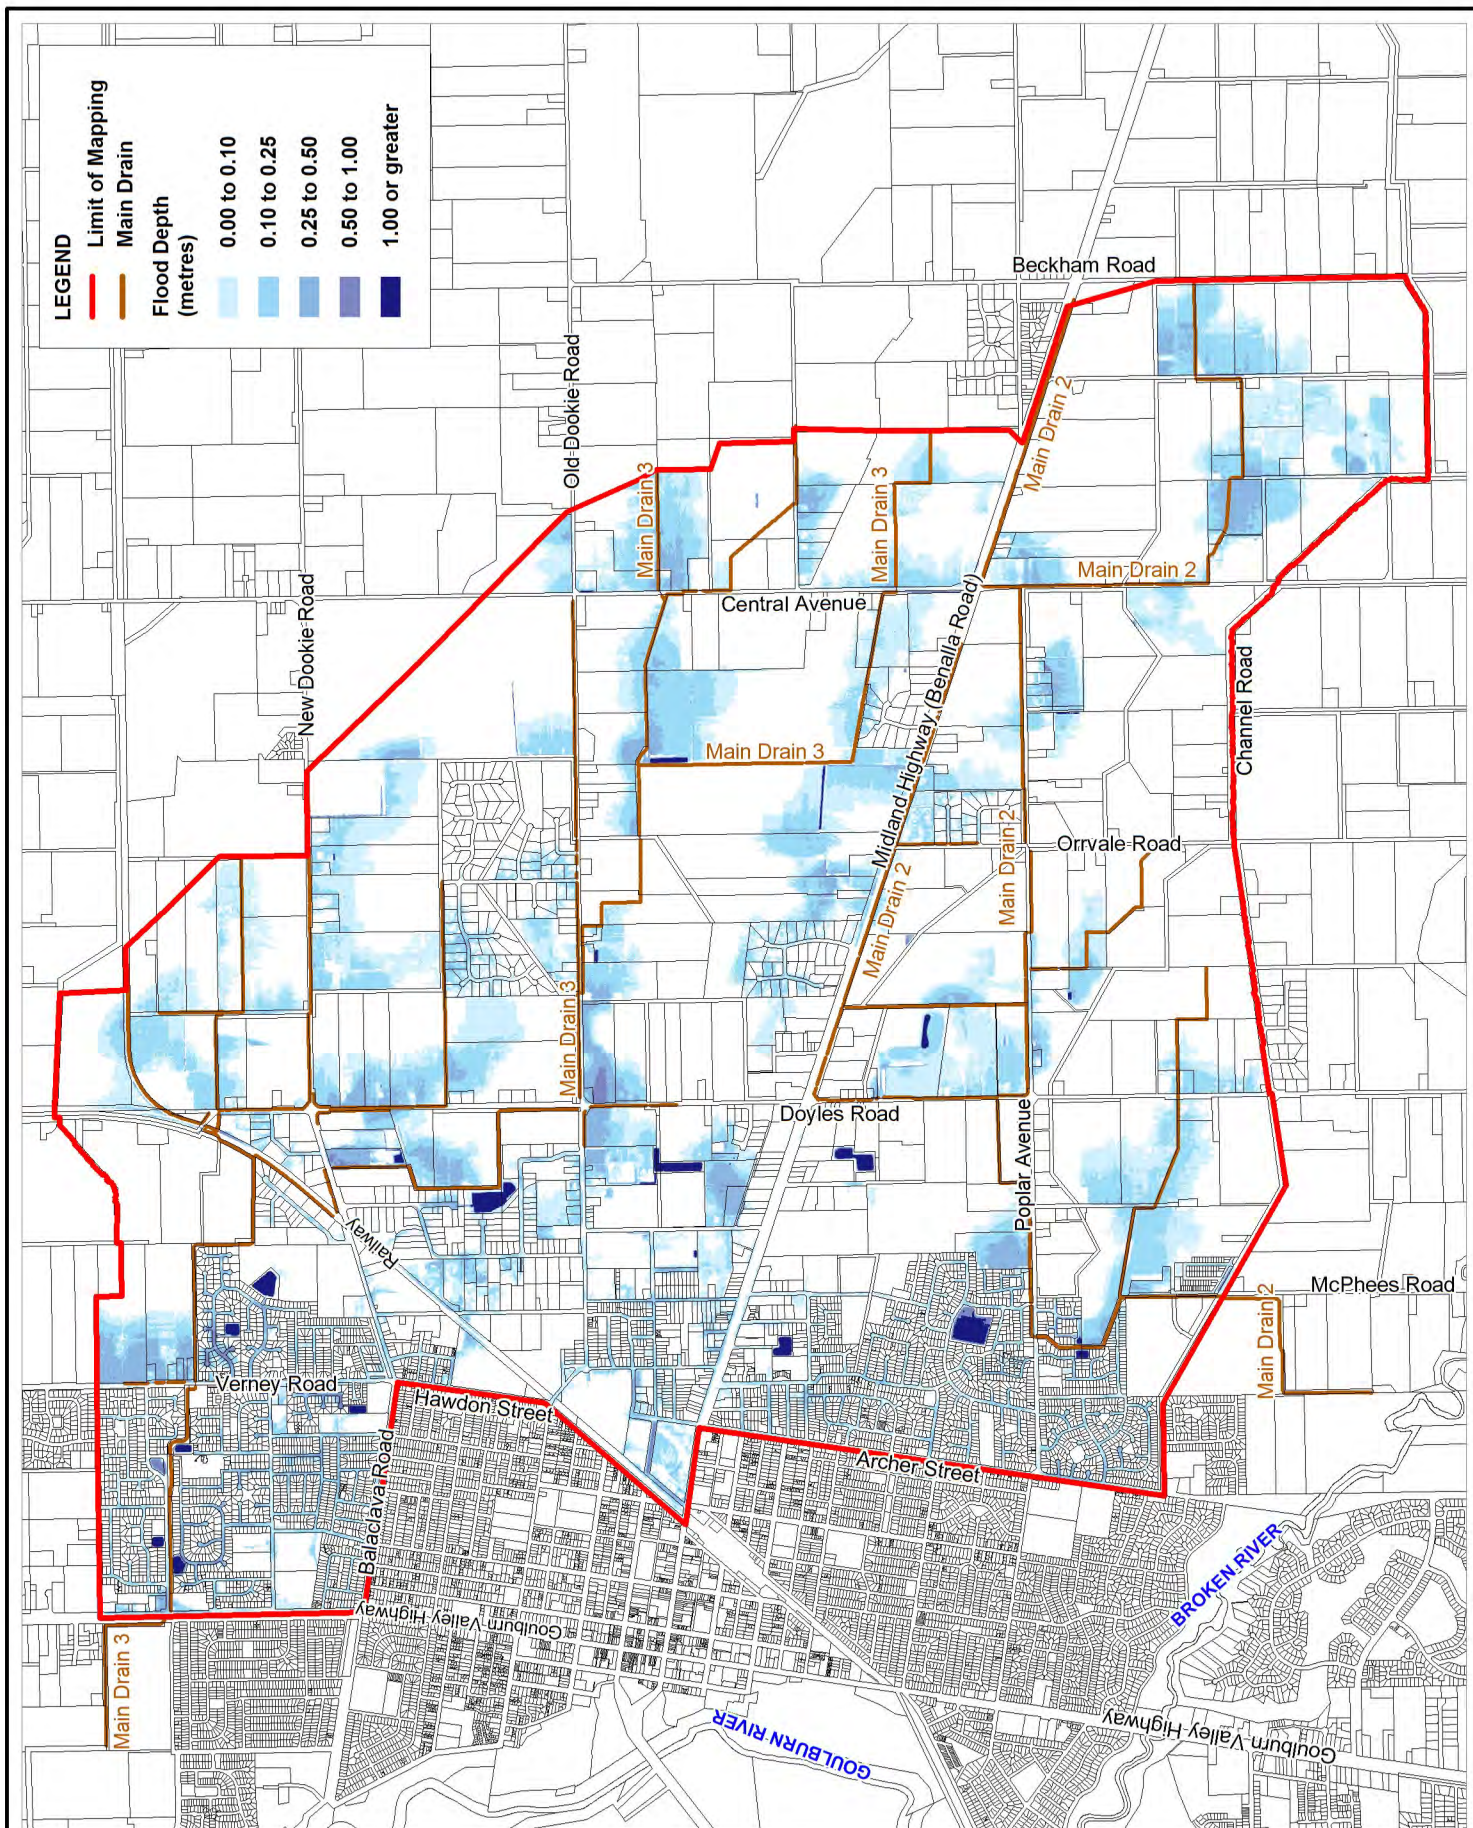 LEGEND
Limit of Mapping
Main Drain
Flood Depth
(metres)
0.00 to 0.10
0.10 to 0.25
0.25 to 0.50
0.50 to 1.00
1.00 or greater
Beckham Road
Old Dookie Road
Main Drain 2
Main Drain 3
Main Drain 3
New Dookie Road
Main Drain 2
Central Avenue
Midland Highway (Benalla Road)
Channel Road
Main Drain 3
Orrvale Road
Main Drain 2
Main Drain 2
Main Drain 3
Doyles Road
Poplar Avenue
Railway
McPhees Road
Main Drain 2
Verney Road
Hawdon Street
Archer Street
Balaclava Road
BROKEN RIVER
Goulburn Valley Highway
Main Drain 3
GOULBURN RIVER
Goulburn Valley Highway